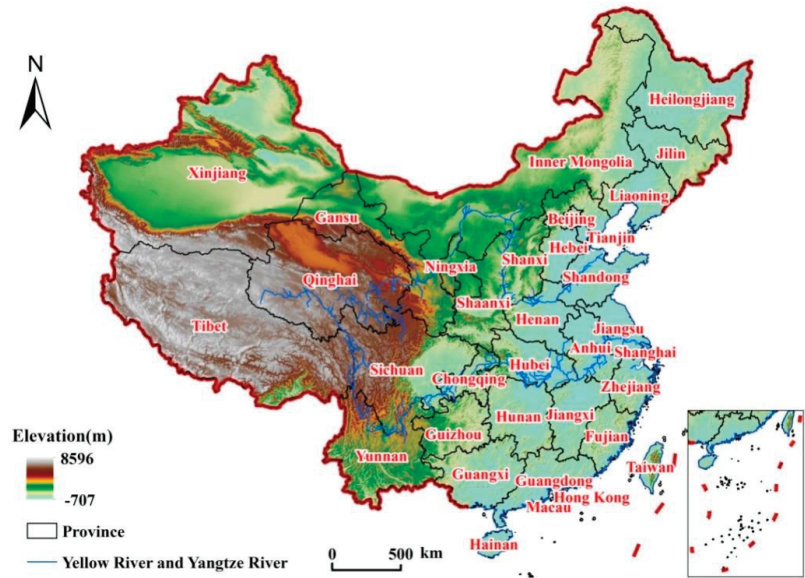 N
Heilongjiang
Jilin
Inner Mongolia
Liaoning
Xinjiang
Gansu
Beijing
Tianjin
Hebei
Ningxia
Shanxi
Qinghai
Shandong
Shaanxi
Henan
Tibet
Jiangsu
Anhui
Shanghai
Sichuan
Hubei
Chongqing
Zhejiang
Hunan
Jiangxi
Guizhou
Fujian
Yunnan
Taiwan
Guangxi
Guangdong
Hong Kong
Macau
Hainan
Elevation(m)
8596
-707
Province
Yellow River and Yangtze River
0 500 km